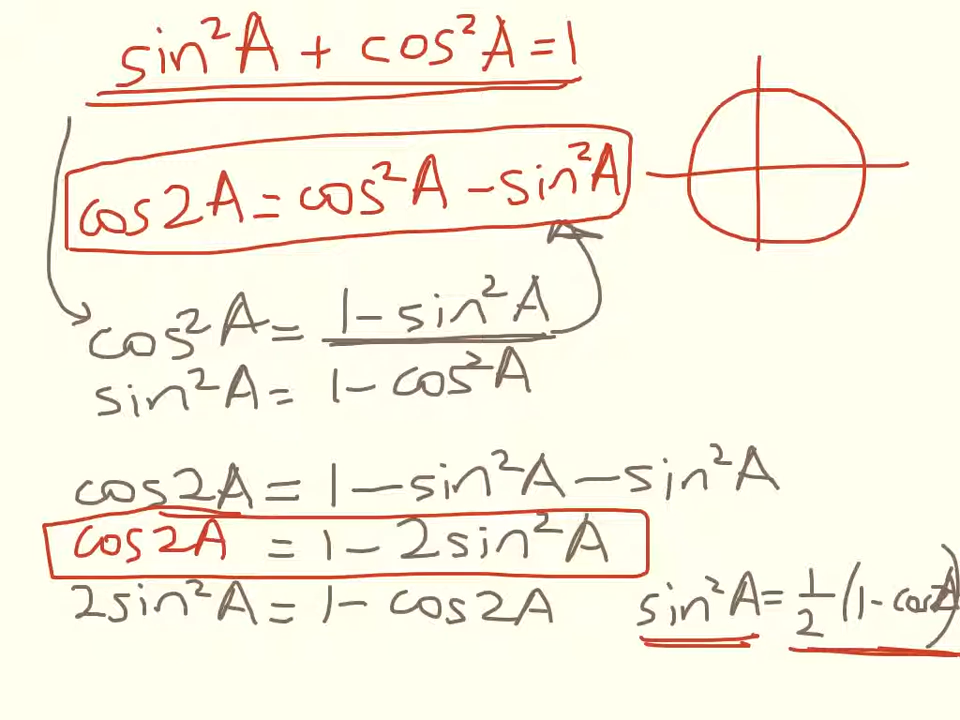 sin²A + cos²A = 1
cos2A = cos²A - sin²A
cos²A = 1 - sin²A
sin²A = 1 - cos²A
cos2A = 1 - sin²A - sin²A
cos2A = 1 - 2sin²A
2sin²A = 1 - cos2A
sin²A = 1/2 (1 - cos2A)